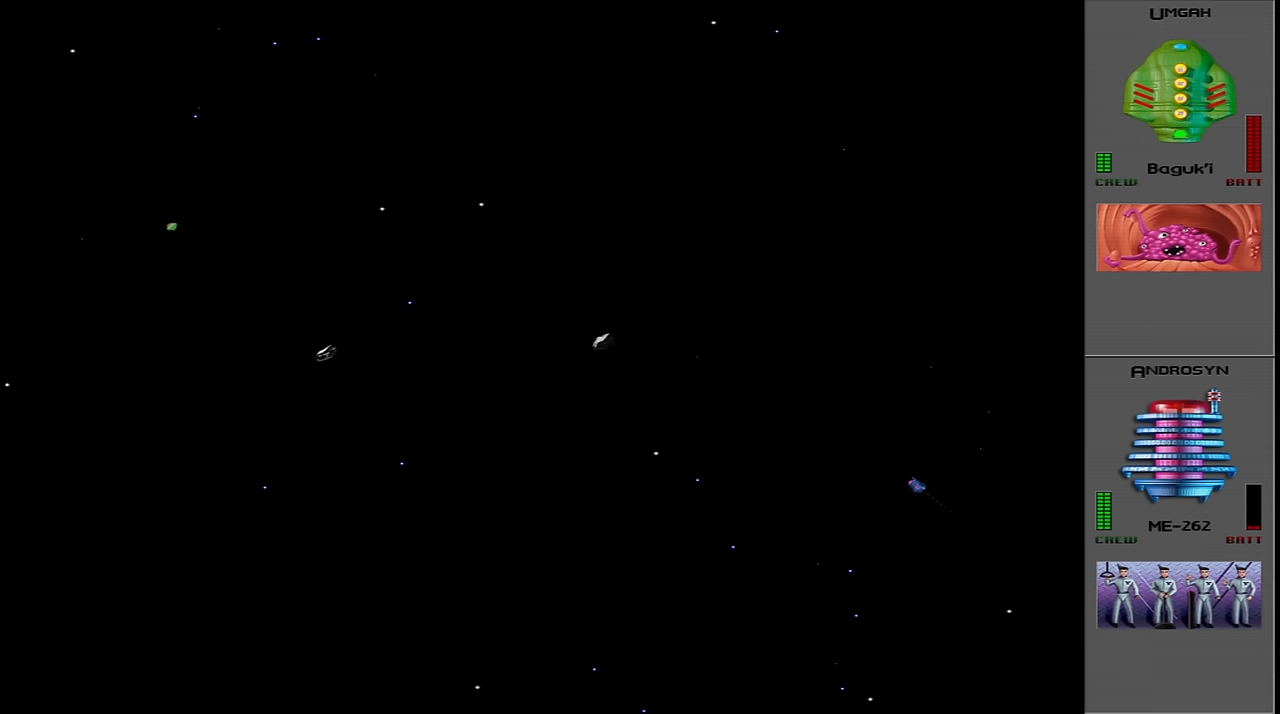 Umgah
Baguk'i
CREW BATT
Androsyn
ME-262
CREW BATT